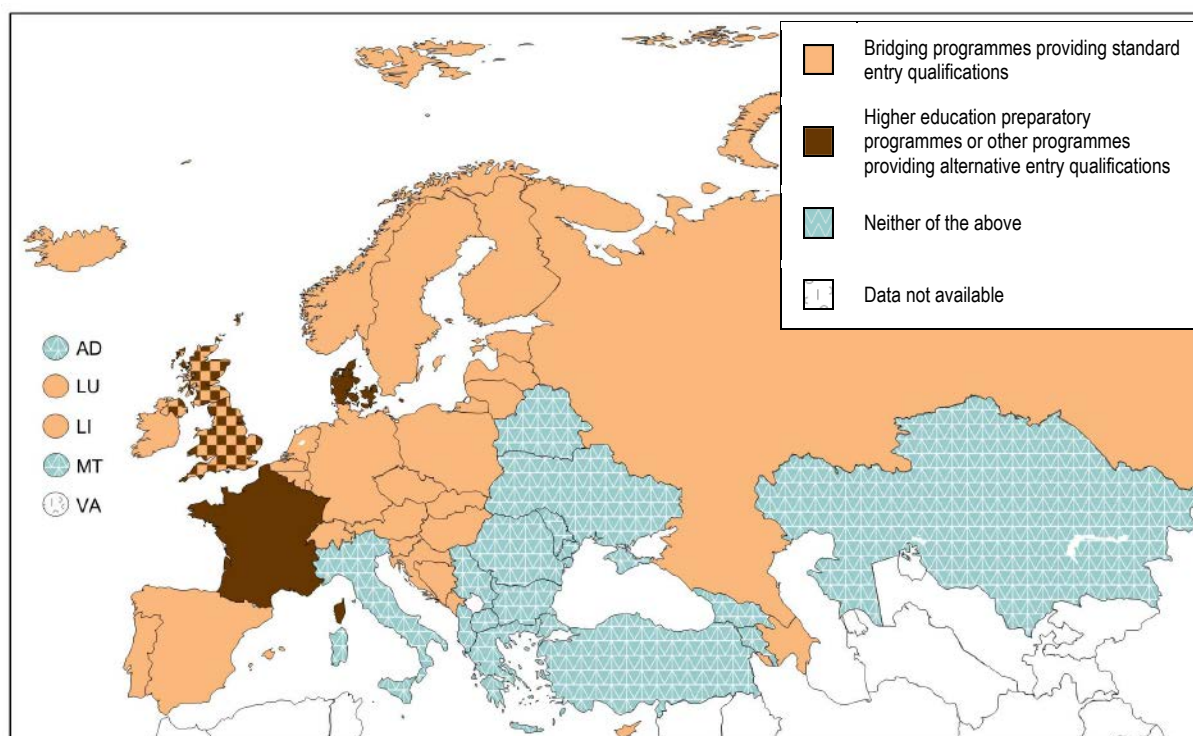 Bridging programmes providing standard
entry qualifications
Higher education preparatory
programmes or other programmes
providing alternative entry qualifications
Neither of the above
Data not available
AD
LU
LI
MT
VA